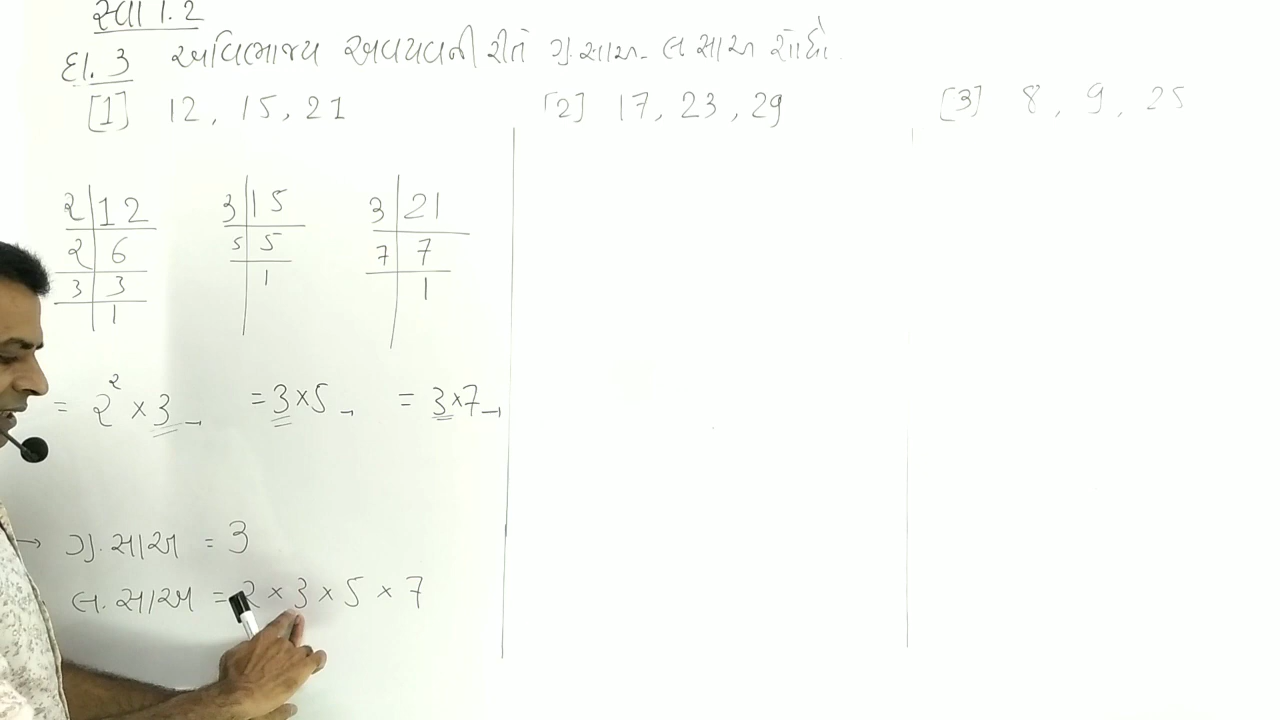 સ્વા 1.2
દા. 3 અવિભાજ્ય અવયવની રીતે ગુ.સાઅ - લ સાઅ શોધો.
[1] 12, 15, 21 [2] 17, 23, 29 [3] 8, 9, 25
2 12 3 15 3 21
2 6 5 5 7 7
3 3 1 1
1
= 2² × 3 = 3×5 = 3×7
→ ગુ.સાઅ = 3
લ.સાઅ = 2 × 3 × 5 × 7